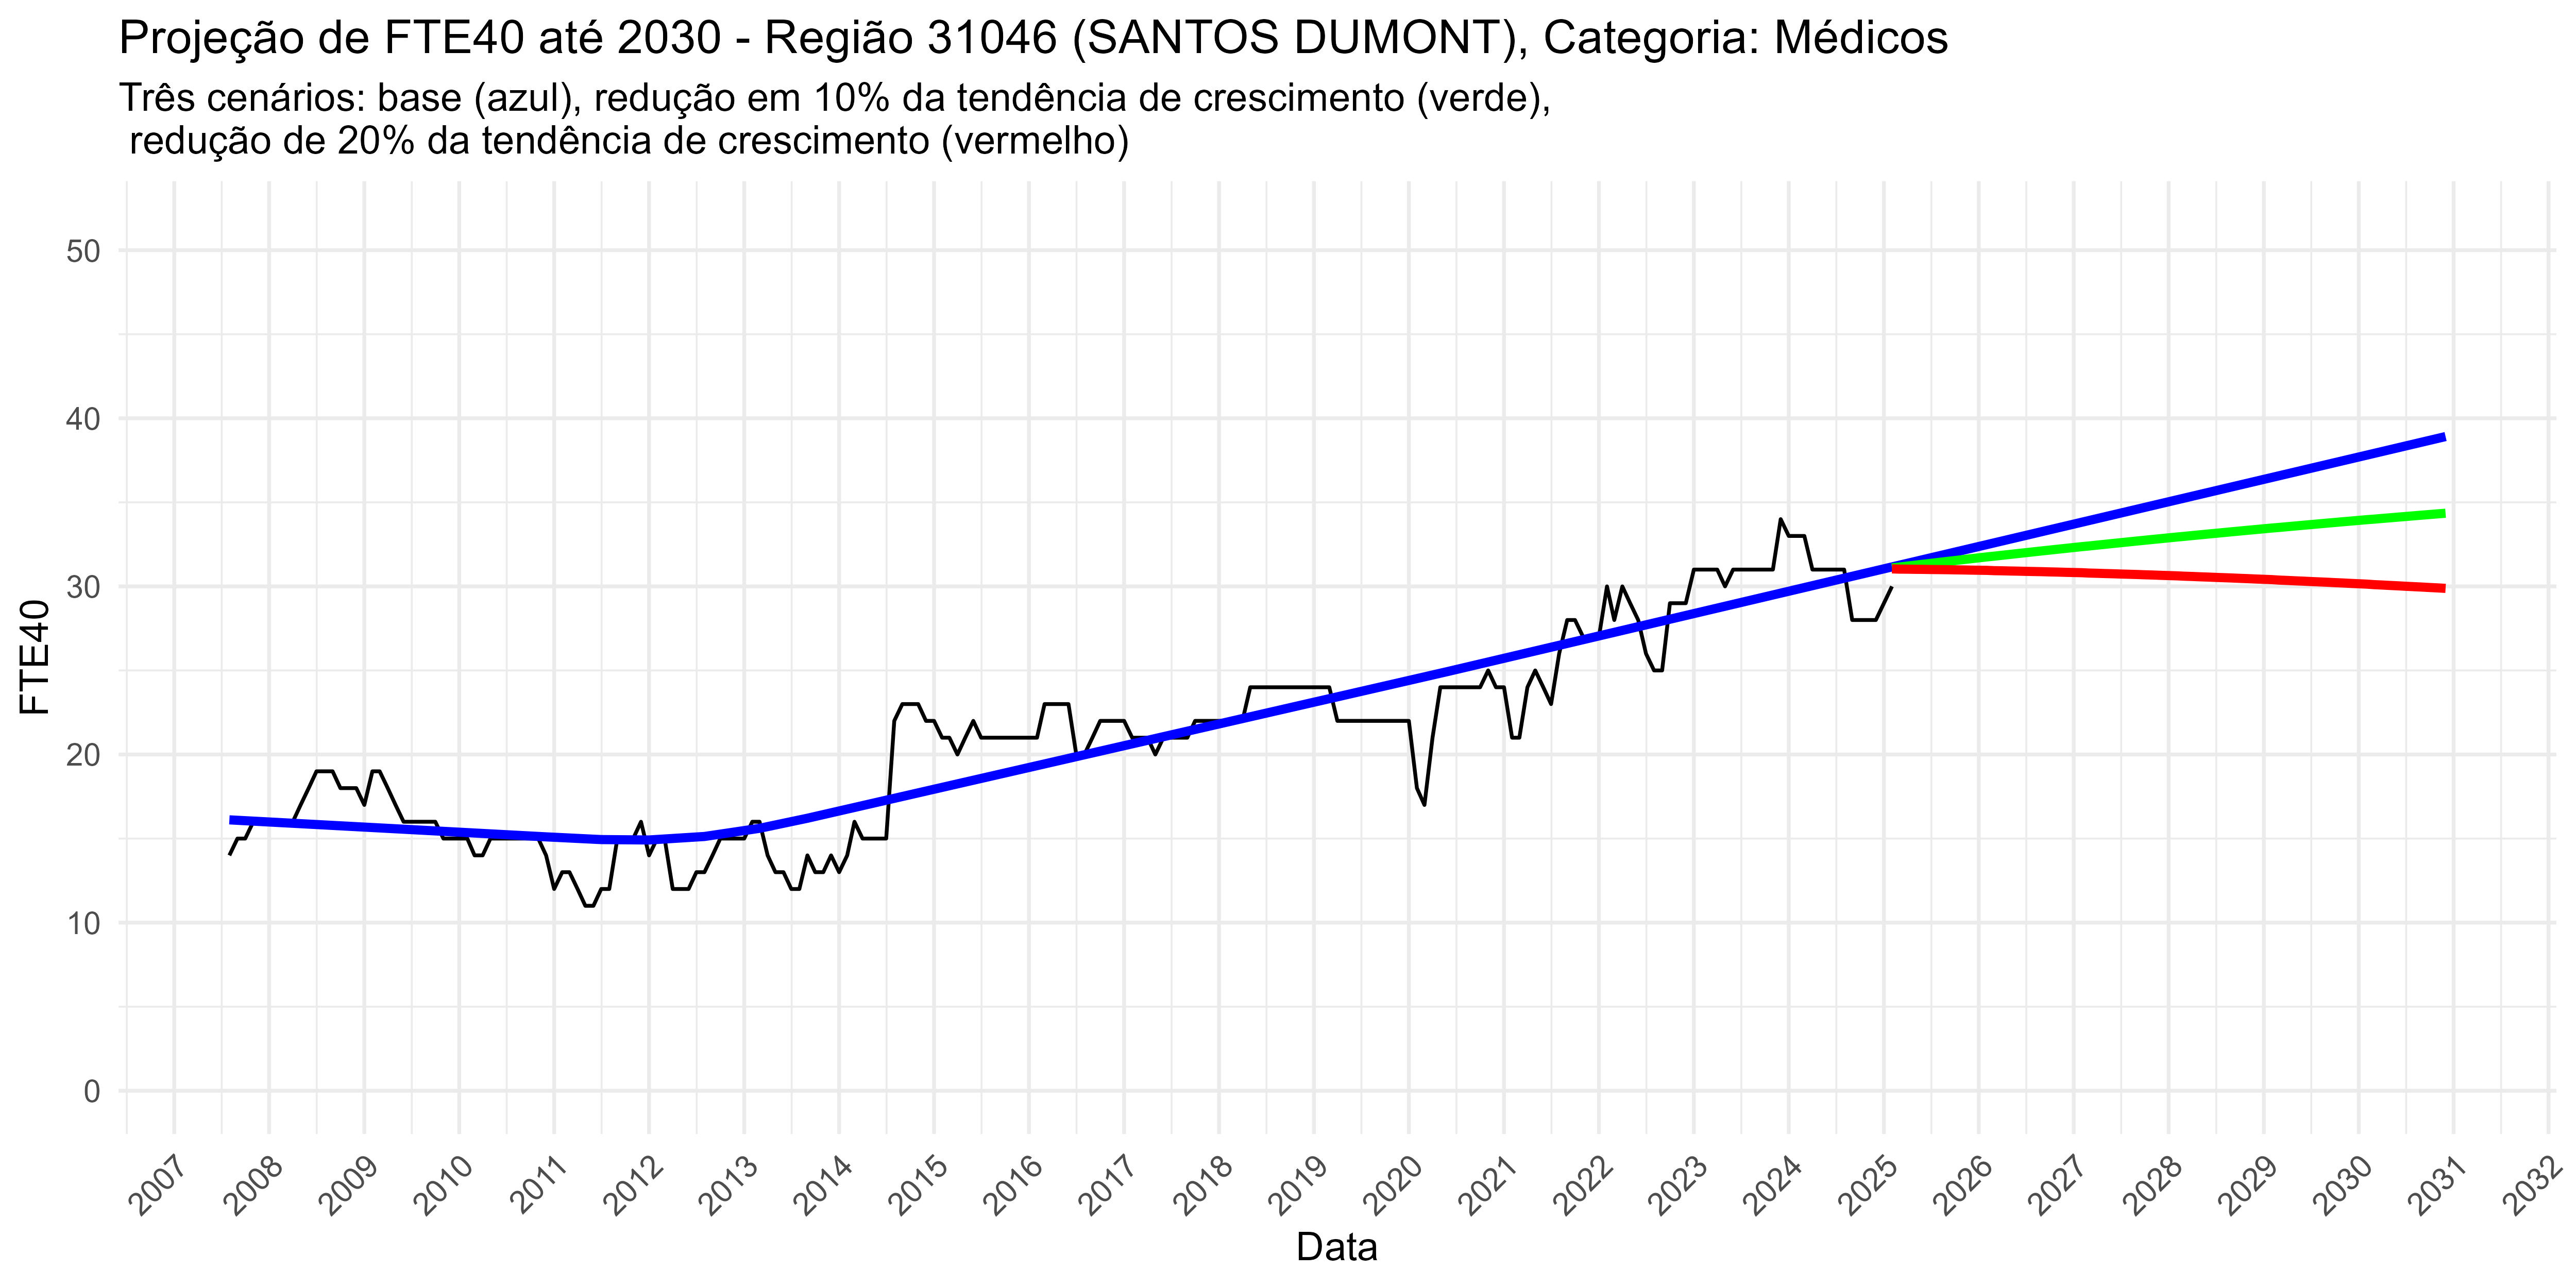 Projeção de FTE40 até 2030 - Região 31046 (SANTOS DUMONT), Categoria: Médicos
Três cenários: base (azul), redução em 10% da tendência de crescimento (verde),
redução de 20% da tendência de crescimento (vermelho)
50
40
30
20
10
0
FTE40
2007 2008 2009 2010 2011 2012 2013 2014 2015 2016 2017 2018 2019 2020 2021 2022 2023 2024 2025 2026 2027 2028 2029 2030 2031 2032
Data